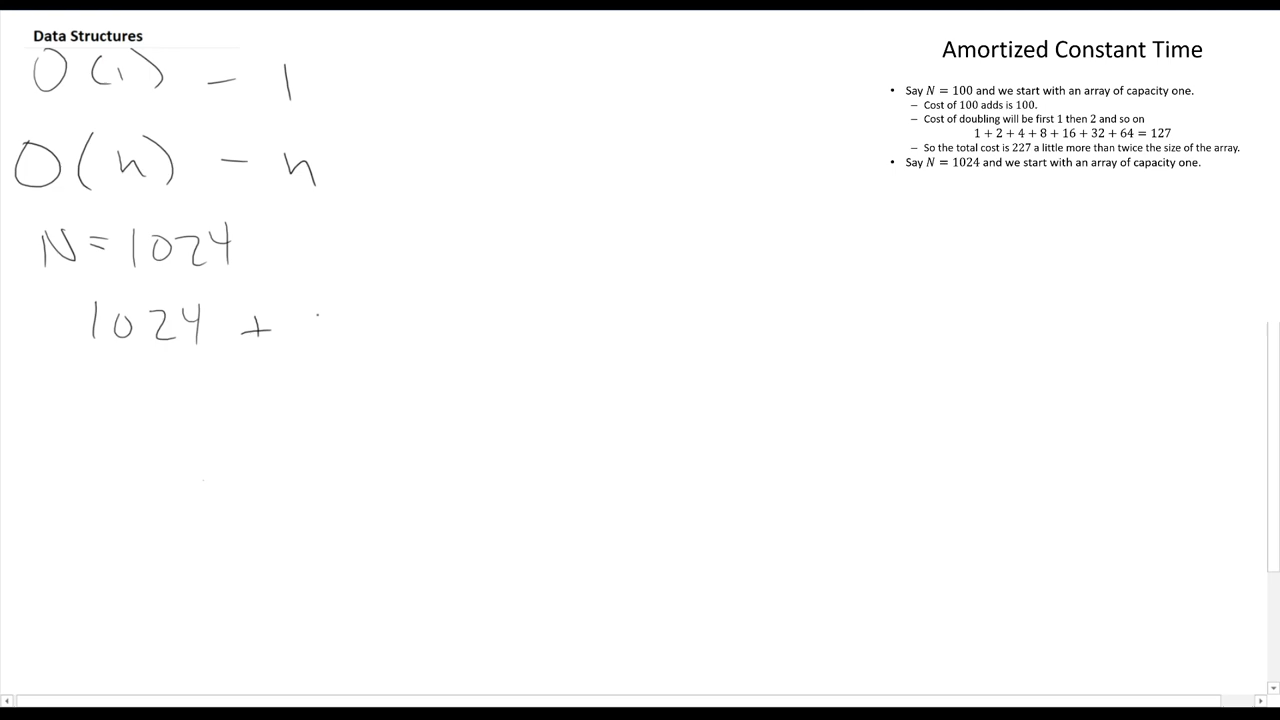 Data Structures
O(1) - 1
O(n) - n
N = 1024
1024 +
Amortized Constant Time
• Say N = 100 and we start with an array of capacity one.
– Cost of 100 adds is 100.
– Cost of doubling will be first 1 then 2 and so on
1 + 2 + 4 + 8 + 16 + 32 + 64 = 127
– So the total cost is 227 a little more than twice the size of the array.
• Say N = 1024 and we start with an array of capacity one.